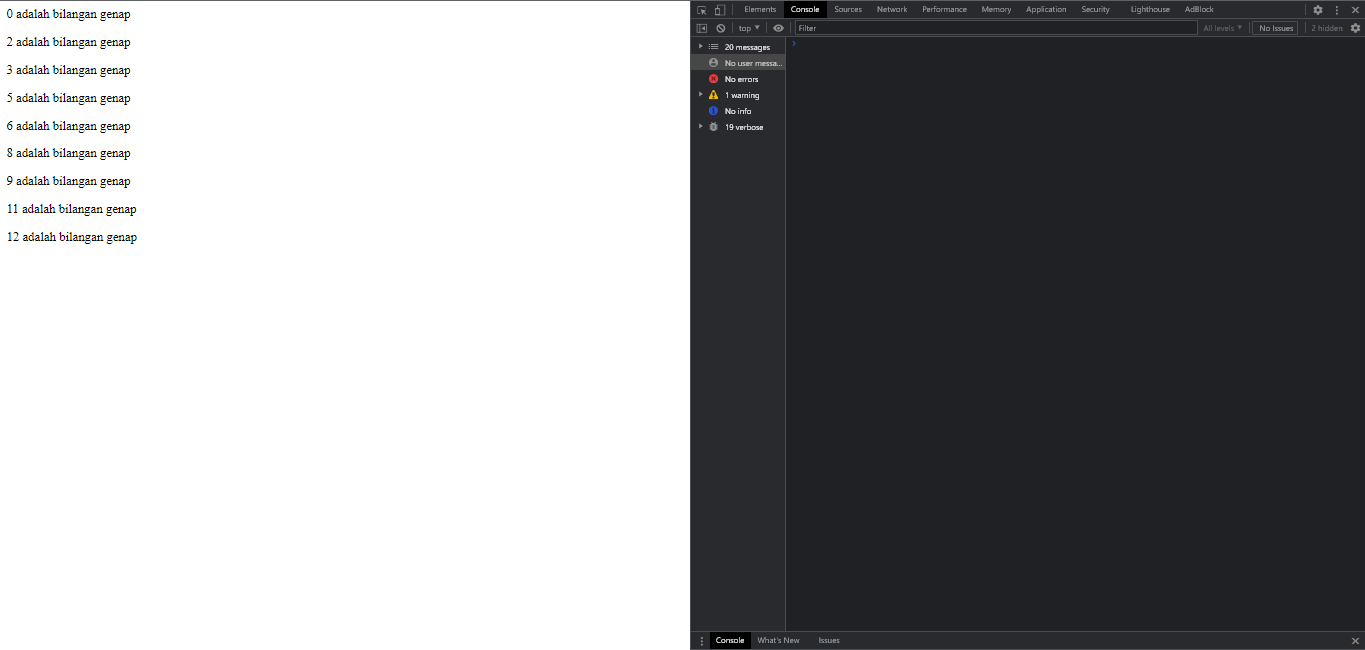 0 adalah bilangan genap
2 adalah bilangan genap
3 adalah bilangan genap
5 adalah bilangan genap
6 adalah bilangan genap
8 adalah bilangan genap
9 adalah bilangan genap
11 adalah bilangan genap
12 adalah bilangan genap
Elements Console Sources Network Performance Memory Application Security Lighthouse AdBlock
top Filter All levels No Issues 2 hidden
20 messages
No user messa...
No errors
1 warning
No info
19 verbose
Console What's New Issues